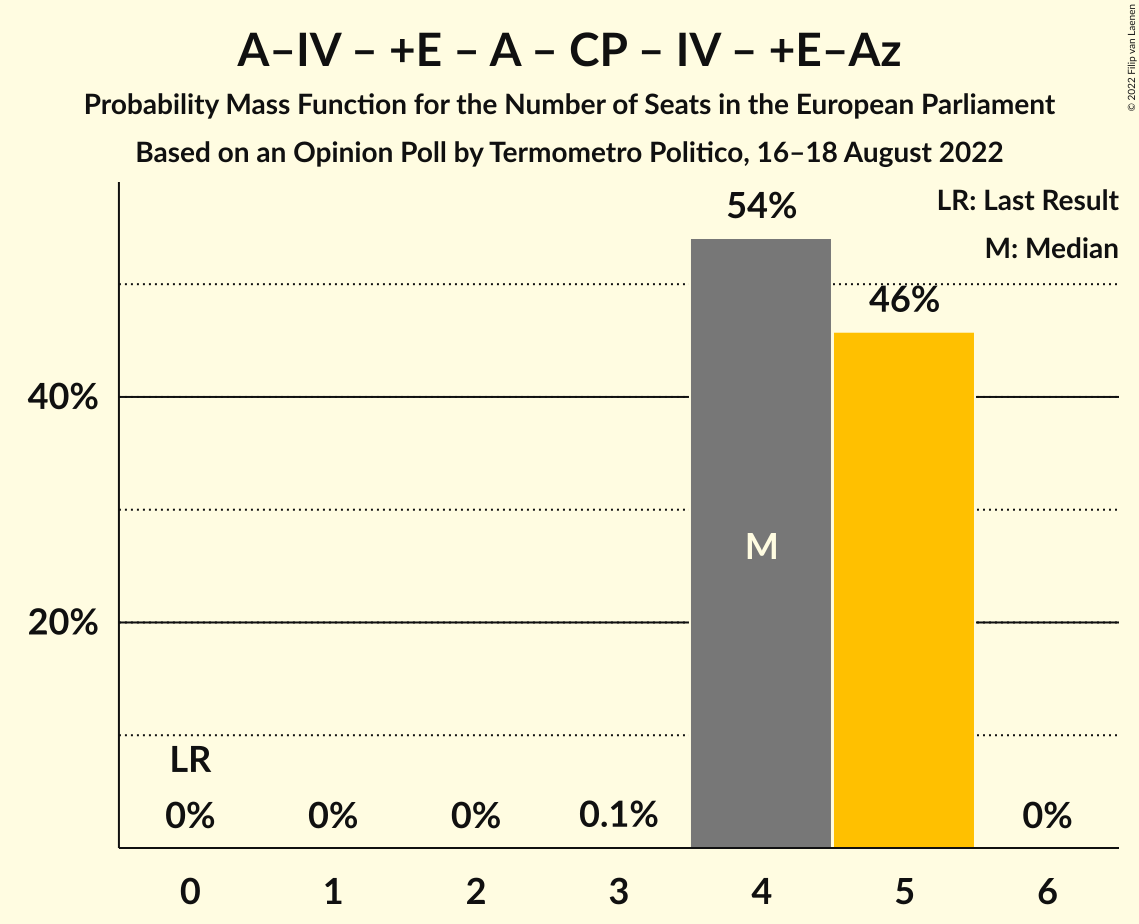 A–IV – +E – A – CP – IV – +E–Az
Probability Mass Function for the Number of Seats in the European Parliament
Based on an Opinion Poll by Termometro Politico, 16–18 August 2022
© 2022 Filip van Laenen
LR: Last Result
M: Median
54%
46%
40%
M
20%
LR
0% 0% 0% 0.1% 0%
0 1 2 3 4 5 6